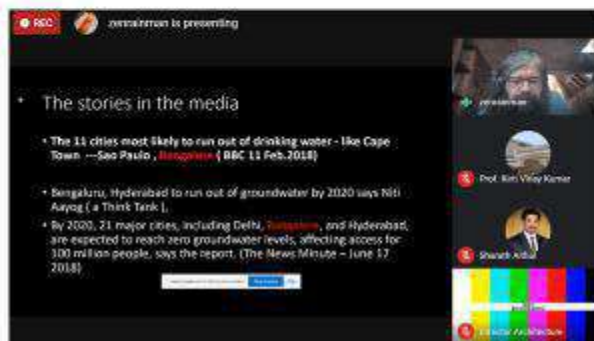 REC
zenrainman is presenting
The stories in the media
• The 11 cities most likely to run out of drinking water - like Cape
Town ---Sao Paulo , Bangalore ( BBC 11 Feb.2018)
• Bengaluru, Hyderabad to run out of groundwater by 2020 says Niti
Aayog ( a Think Tank ),
• By 2020, 21 major cities, including Delhi, Bangalore, and Hyderabad,
are expected to reach zero groundwater levels, affecting access for
100 million people, says the report. (The News Minute – June 17
2018)
zenrainman
Prof. Kirti Vinay Kumar
Sharath
Director Architecture